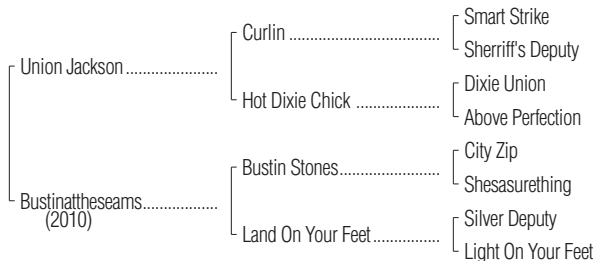 Smart Strike
Curlin ........................................
Sherriff's Deputy
Union Jackson ......................
Dixie Union
Hot Dixie Chick ......................
Above Perfection
City Zip
Bustin Stones..........................
Shesasurething
Bustinattheseams..................
(2010)
Silver Deputy
Land On Your Feet.................
Light On Your Feet